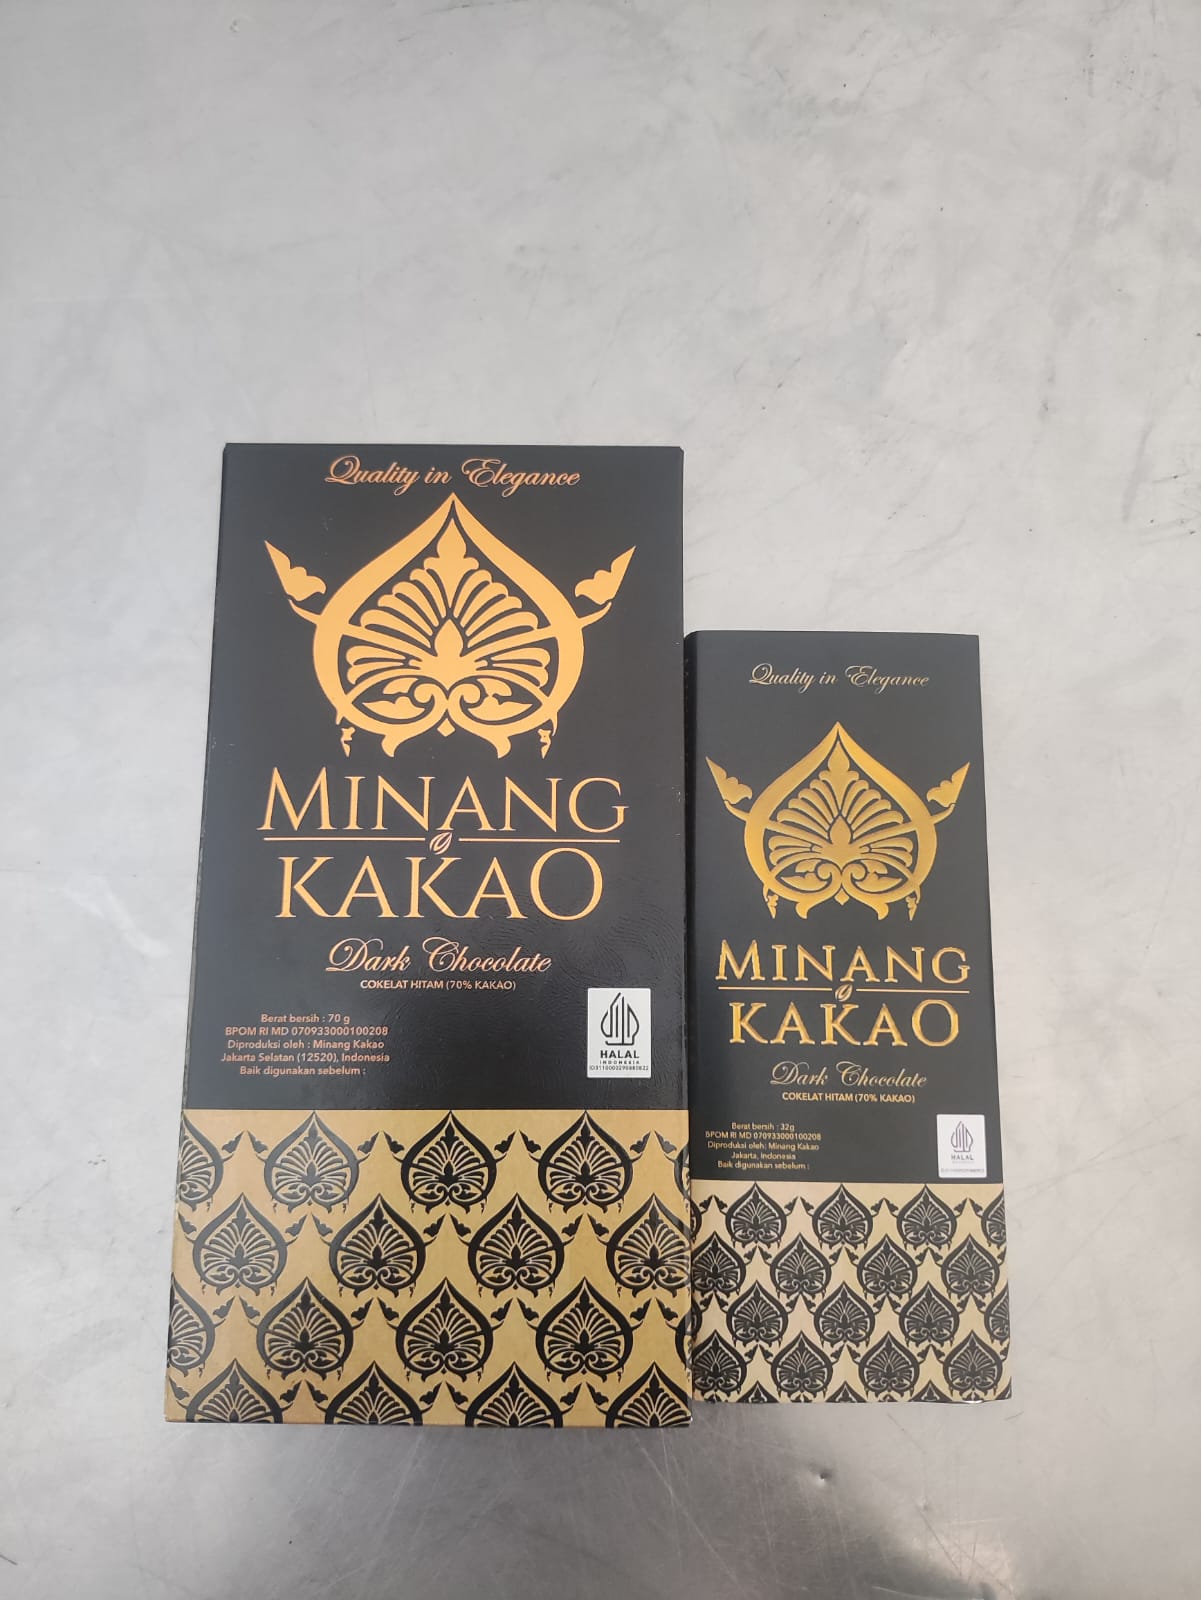 Quality in Elegance
MINANG
KAKAO
Dark Chocolate
COKELAT HITAM (70% KAKAO)
Berat bersih : 70 g
BPOM RI MD 070933000100208
Diproduksi oleh : Minang Kakao
Jakarta Selatan (12520), Indonesia
Baik digunakan sebelum :
HALAL
INDONESIA
Quality in Elegance
MINANG
KAKAO
Dark Chocolate
COKELAT HITAM (70% KAKAO)
Berat bersih : 32g
BPOM RI MD 070933000100208
Diproduksi oleh: Minang Kakao
Jakarta, Indonesia
Baik digunakan sebelum :
HALAL